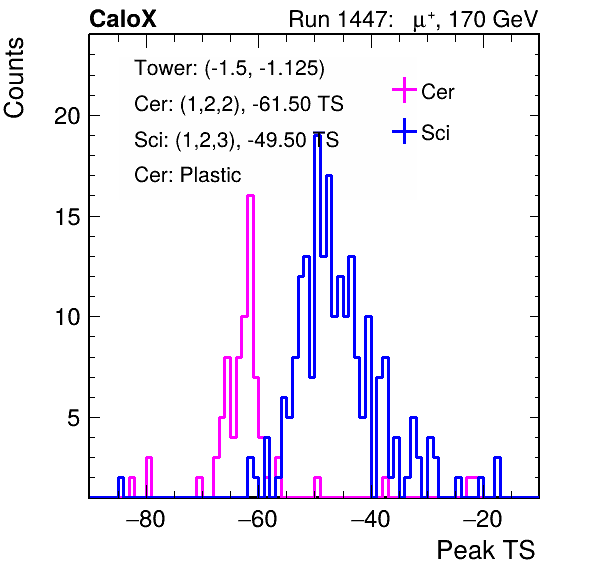 CaloX Run 1447: μ⁺, 170 GeV
Counts
Tower: (-1.5, -1.125)
Cer: (1,2,2), -61.50 TS
Sci: (1,2,3), -49.50 TS
Cer: Plastic
Cer
Sci
20
15
10
5
−80 −60 −40 −20
Peak TS